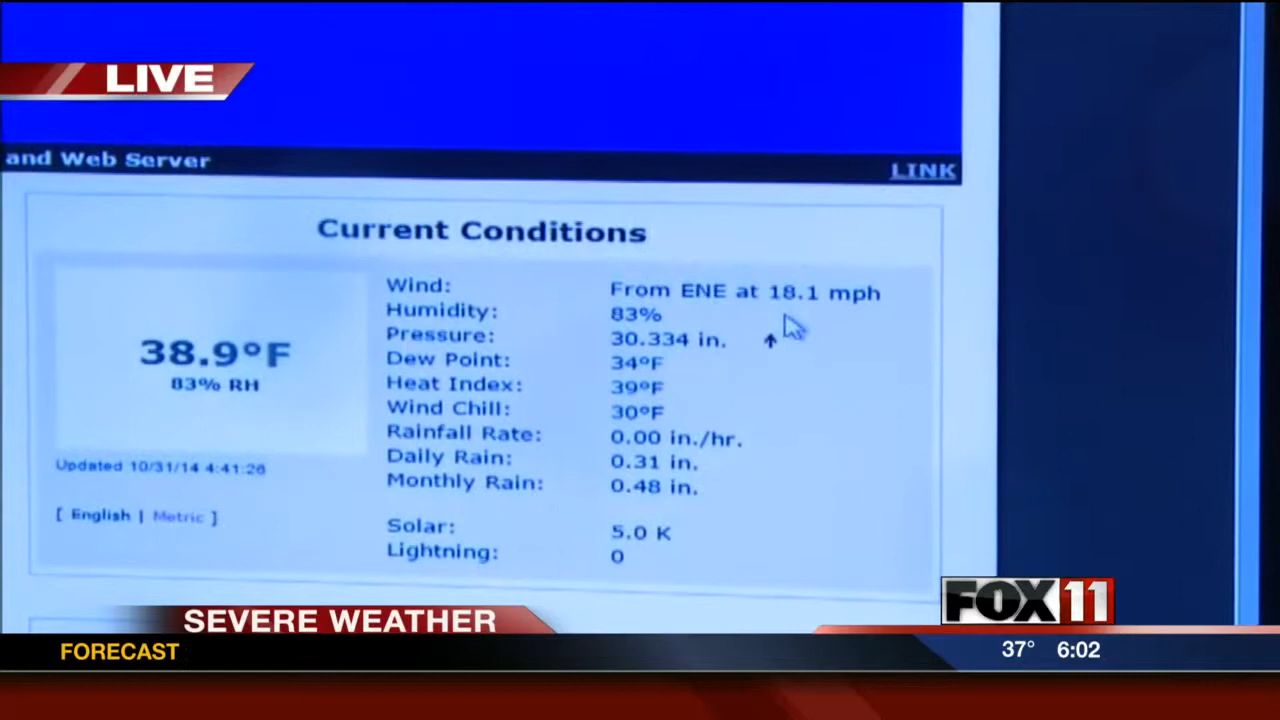 LIVE
and Web Server
LINK
Current Conditions
38.9°F
83% RH
Updated 10/31/14 4:41:26
[ English | Metric ]
Wind: From ENE at 18.1 mph
Humidity: 83%
Pressure: 30.334 in.
Dew Point: 34°F
Heat Index: 39°F
Wind Chill: 30°F
Rainfall Rate: 0.00 in./hr.
Daily Rain: 0.31 in.
Monthly Rain: 0.48 in.
Solar: 5.0 K
Lightning: 0
SEVERE WEATHER
FOX 11
FORECAST
37° 6:02